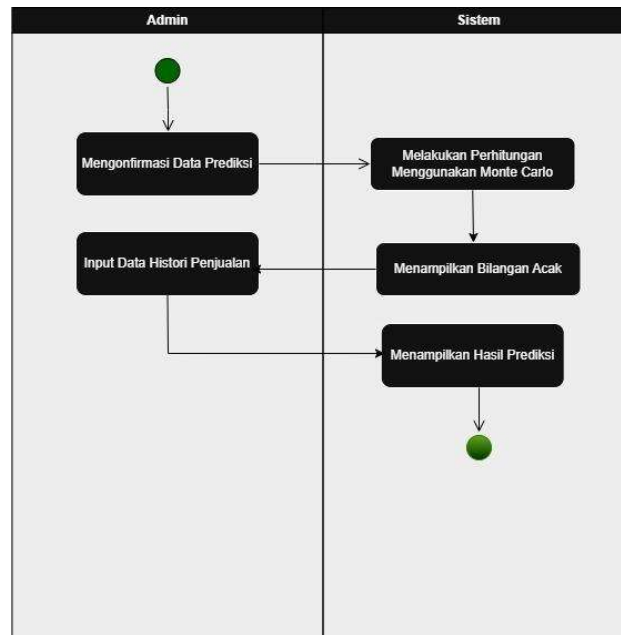 Admin
Sistem
Mengonfirmasi Data Prediksi
Melakukan Perhitungan
Menggunakan Monte Carlo
Input Data Histori Penjualan
Menampilkan Bilangan Acak
Menampilkan Hasil Prediksi